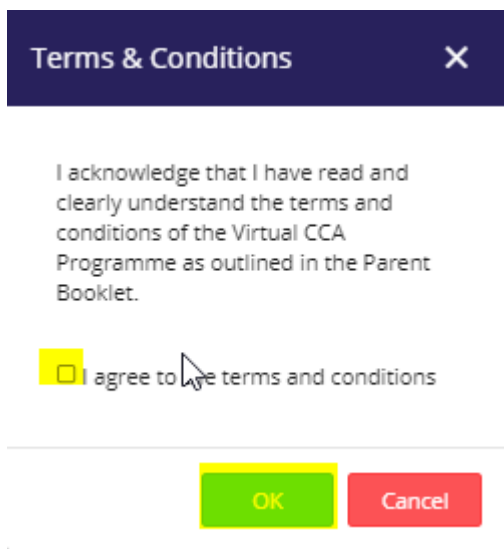 Terms & Conditions
I acknowledge that I have read and
clearly understand the terms and
conditions of the Virtual CCA
Programme as outlined in the Parent
Booklet.
I agree to the terms and conditions
OK
Cancel